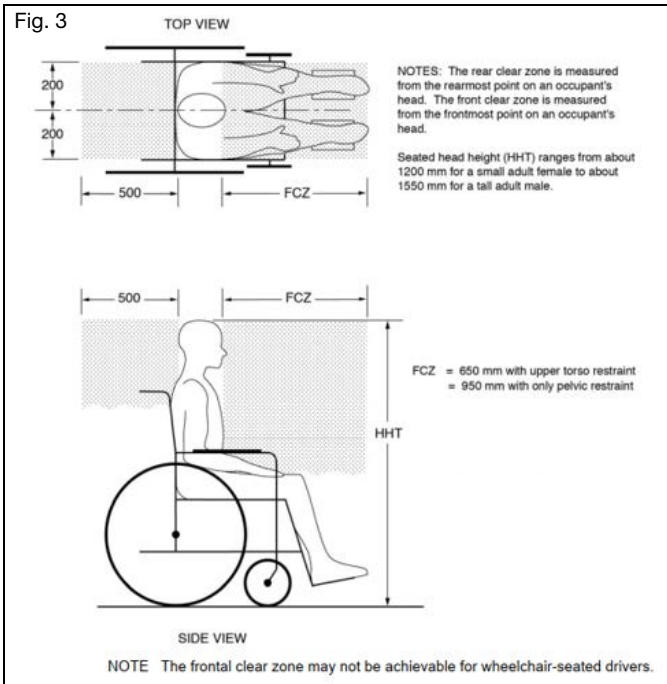 Fig. 3
TOP VIEW
200
200
500
FCZ
NOTES: The rear clear zone is measured
from the rearmost point on an occupant's
head. The front clear zone is measured
from the frontmost point on an occupant's
head.
Seated head height (HHT) ranges from about
1200 mm for a small adult female to about
1550 mm for a tall adult male.
500
FCZ
FCZ = 650 mm with upper torso restraint
= 950 mm with only pelvic restraint
HHT
SIDE VIEW
NOTE The frontal clear zone may not be achievable for wheelchair-seated drivers.